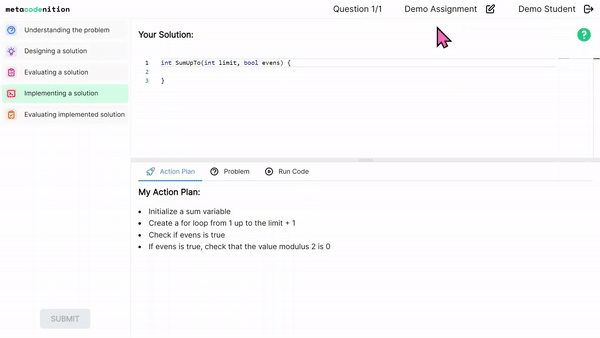 metacodenition
Question 1/1
Demo Assignment
Demo Student
Understanding the problem
Designing a solution
Evaluating a solution
Implementing a solution
Evaluating implemented solution
SUBMIT
Your Solution:
?
1 int SumUpTo(int limit, bool evens) {
2
3 }
Action Plan
Problem
Run Code
My Action Plan:
• Initialize a sum variable
• Create a for loop from 1 up to the limit + 1
• Check if evens is true
• If evens is true, check that the value modulus 2 is 0